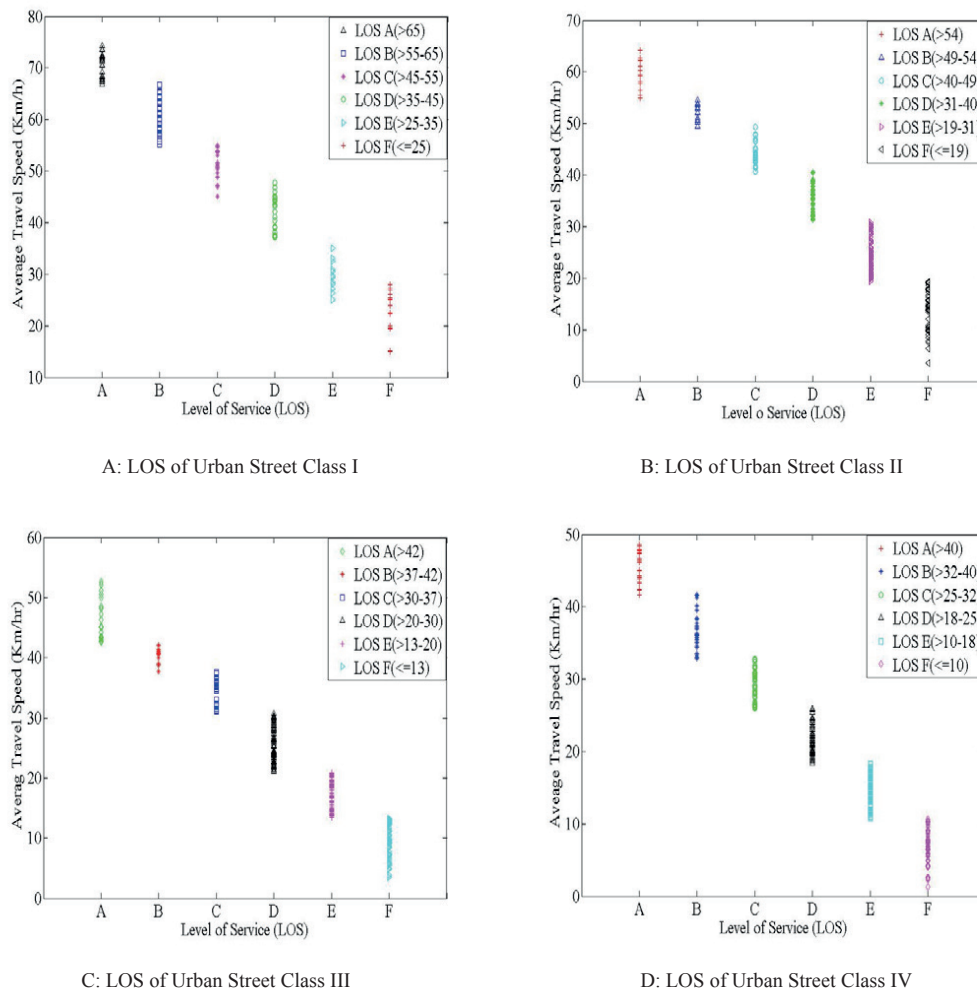 80
70
60
50
40
30
20
10
Average Travel Speed (Km/h)
LOS A(>65)
LOS B(>55-65)
LOS C(>45-55)
LOS D(>35-45)
LOS E(>25-35)
LOS F(<=25)
A B C D E F
Level of Service (LOS)
A: LOS of Urban Street Class I
70
60
50
40
30
20
10
0
Average Travel Speed (Km/hr)
LOS A(>54)
LOS B(>49-54)
LOS C(>40-49)
LOS D(>31-40)
LOS E(>19-31)
LOS F(<=19)
A B C D E F
Level o Service (LOS)
B: LOS of Urban Street Class II
60
50
40
30
20
10
0
Averag Travel Speed (Km/hr)
LOS A(>42)
LOS B(>37-42)
LOS C(>30-37)
LOS D(>20-30)
LOS E(>13-20)
LOS F(<=13)
A B C D E F
Level of Service (LOS)
C: LOS of Urban Street Class III
50
40
30
20
10
0
Aveage Travel Speed (Km/hr)
LOS A(>40)
LOS B(>32-40)
LOS C(>25-32)
LOS D(>18-25)
LOS E(>10-18)
LOS F(<=10)
A B C D E F
Level of Service (LOS)
D: LOS of Urban Street Class IV